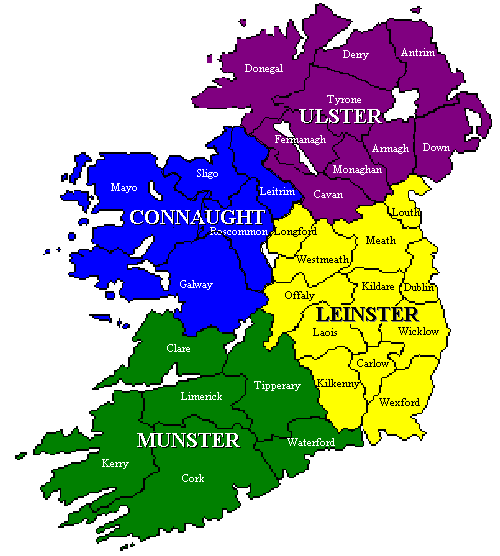 Donegal
Derry
Antrim
Tyrone
ULSTER
Fermanagh
Armagh
Down
Monaghan
Cavan
Sligo
Mayo
Leitrim
CONNAUGHT
Roscommon
Galway
Louth
Longford
Meath
Westmeath
Offaly
Kildare
Dublin
LEINSTER
Laois
Wicklow
Carlow
Kilkenny
Wexford
Clare
Tipperary
Limerick
MUNSTER
Waterford
Kerry
Cork